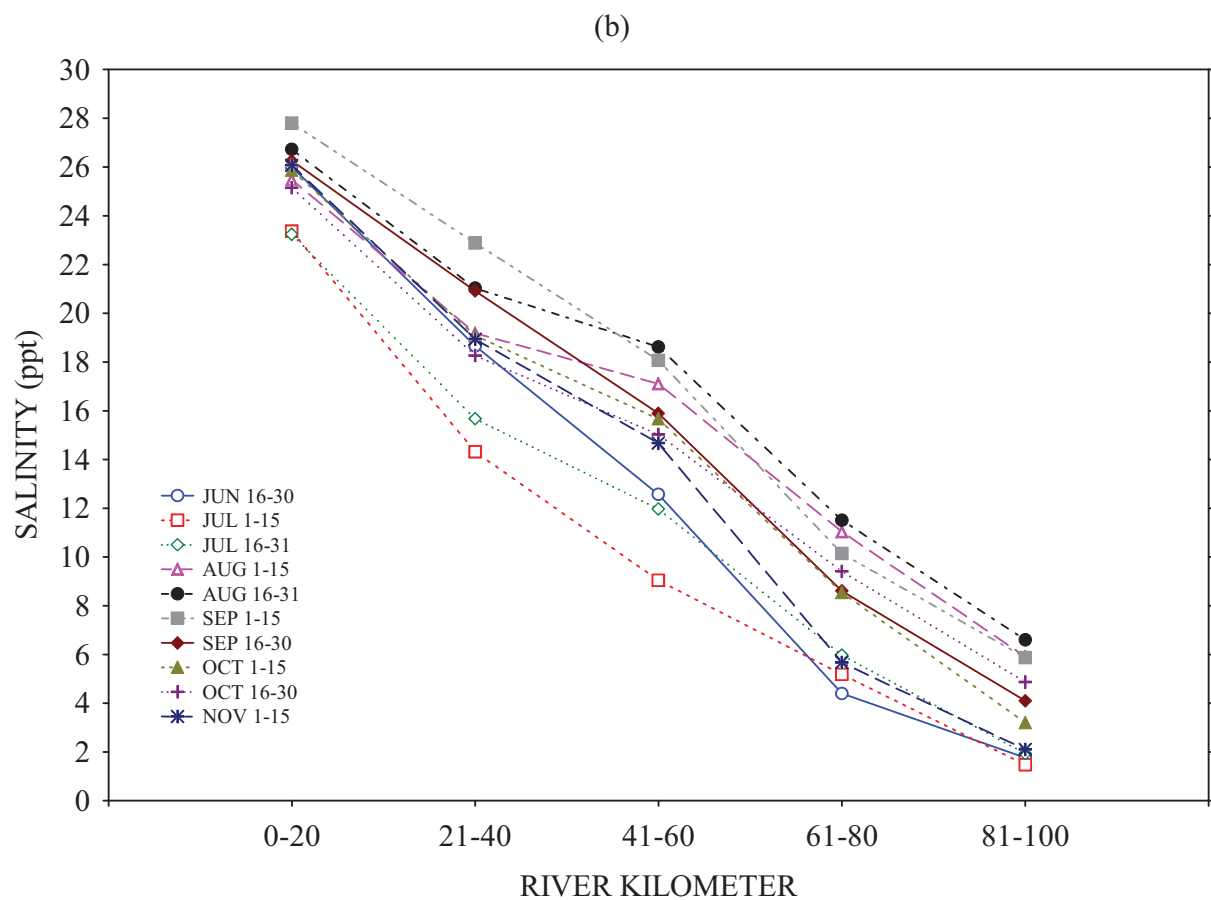 (b)
30
28
26
24
22
20
18
16
14
12
10
8
6
4
2
0
SALINITY (ppt)
JUN 16-30
JUL 1-15
JUL 16-31
AUG 1-15
AUG 16-31
SEP 1-15
SEP 16-30
OCT 1-15
OCT 16-30
NOV 1-15
0-20 21-40 41-60 61-80 81-100
RIVER KILOMETER